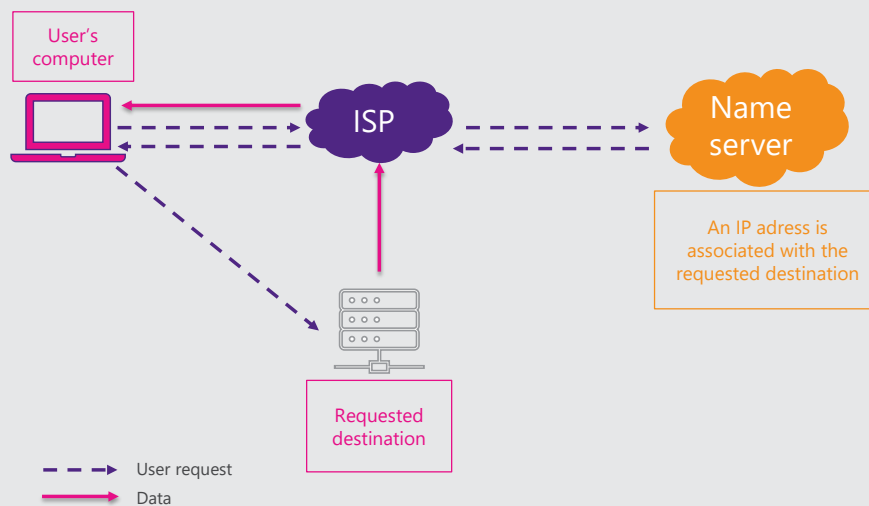 User's
computer
ISP
Name
server
An IP adress is
associated with the
requested destination
Requested
destination
User request
Data